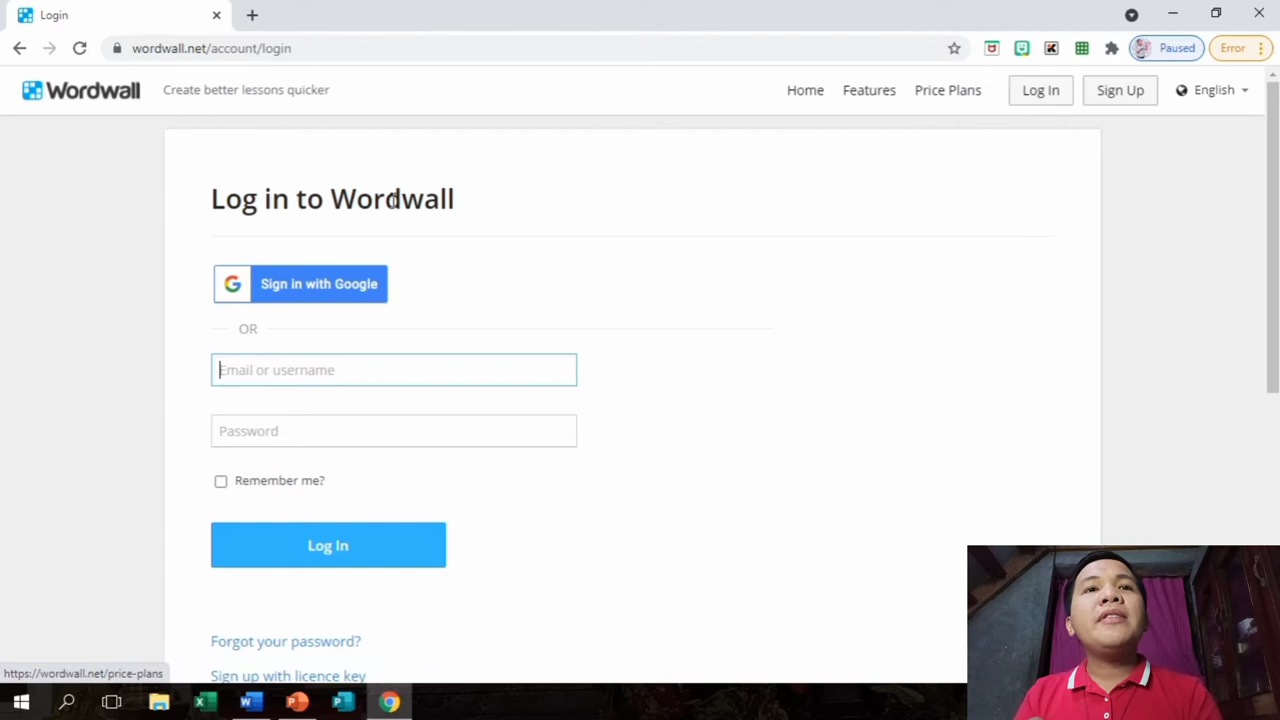 Login
wordwall.net/account/login
Paused
Error
Wordwall
Create better lessons quicker
Home
Features
Price Plans
Log In
Sign Up
English
Log in to Wordwall
Sign in with Google
OR
Email or username
Password
Remember me?
Log In
Forgot your password?
Sign up with licence key
https://wordwall.net/price-plans